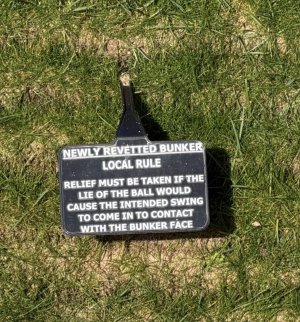 NEWLY REVETTED BUNKER
LOCAL RULE
RELIEF MUST BE TAKEN IF THE
LIE OF THE BALL WOULD
CAUSE THE INTENDED SWING
TO COME IN TO CONTACT
WITH THE BUNKER FACE